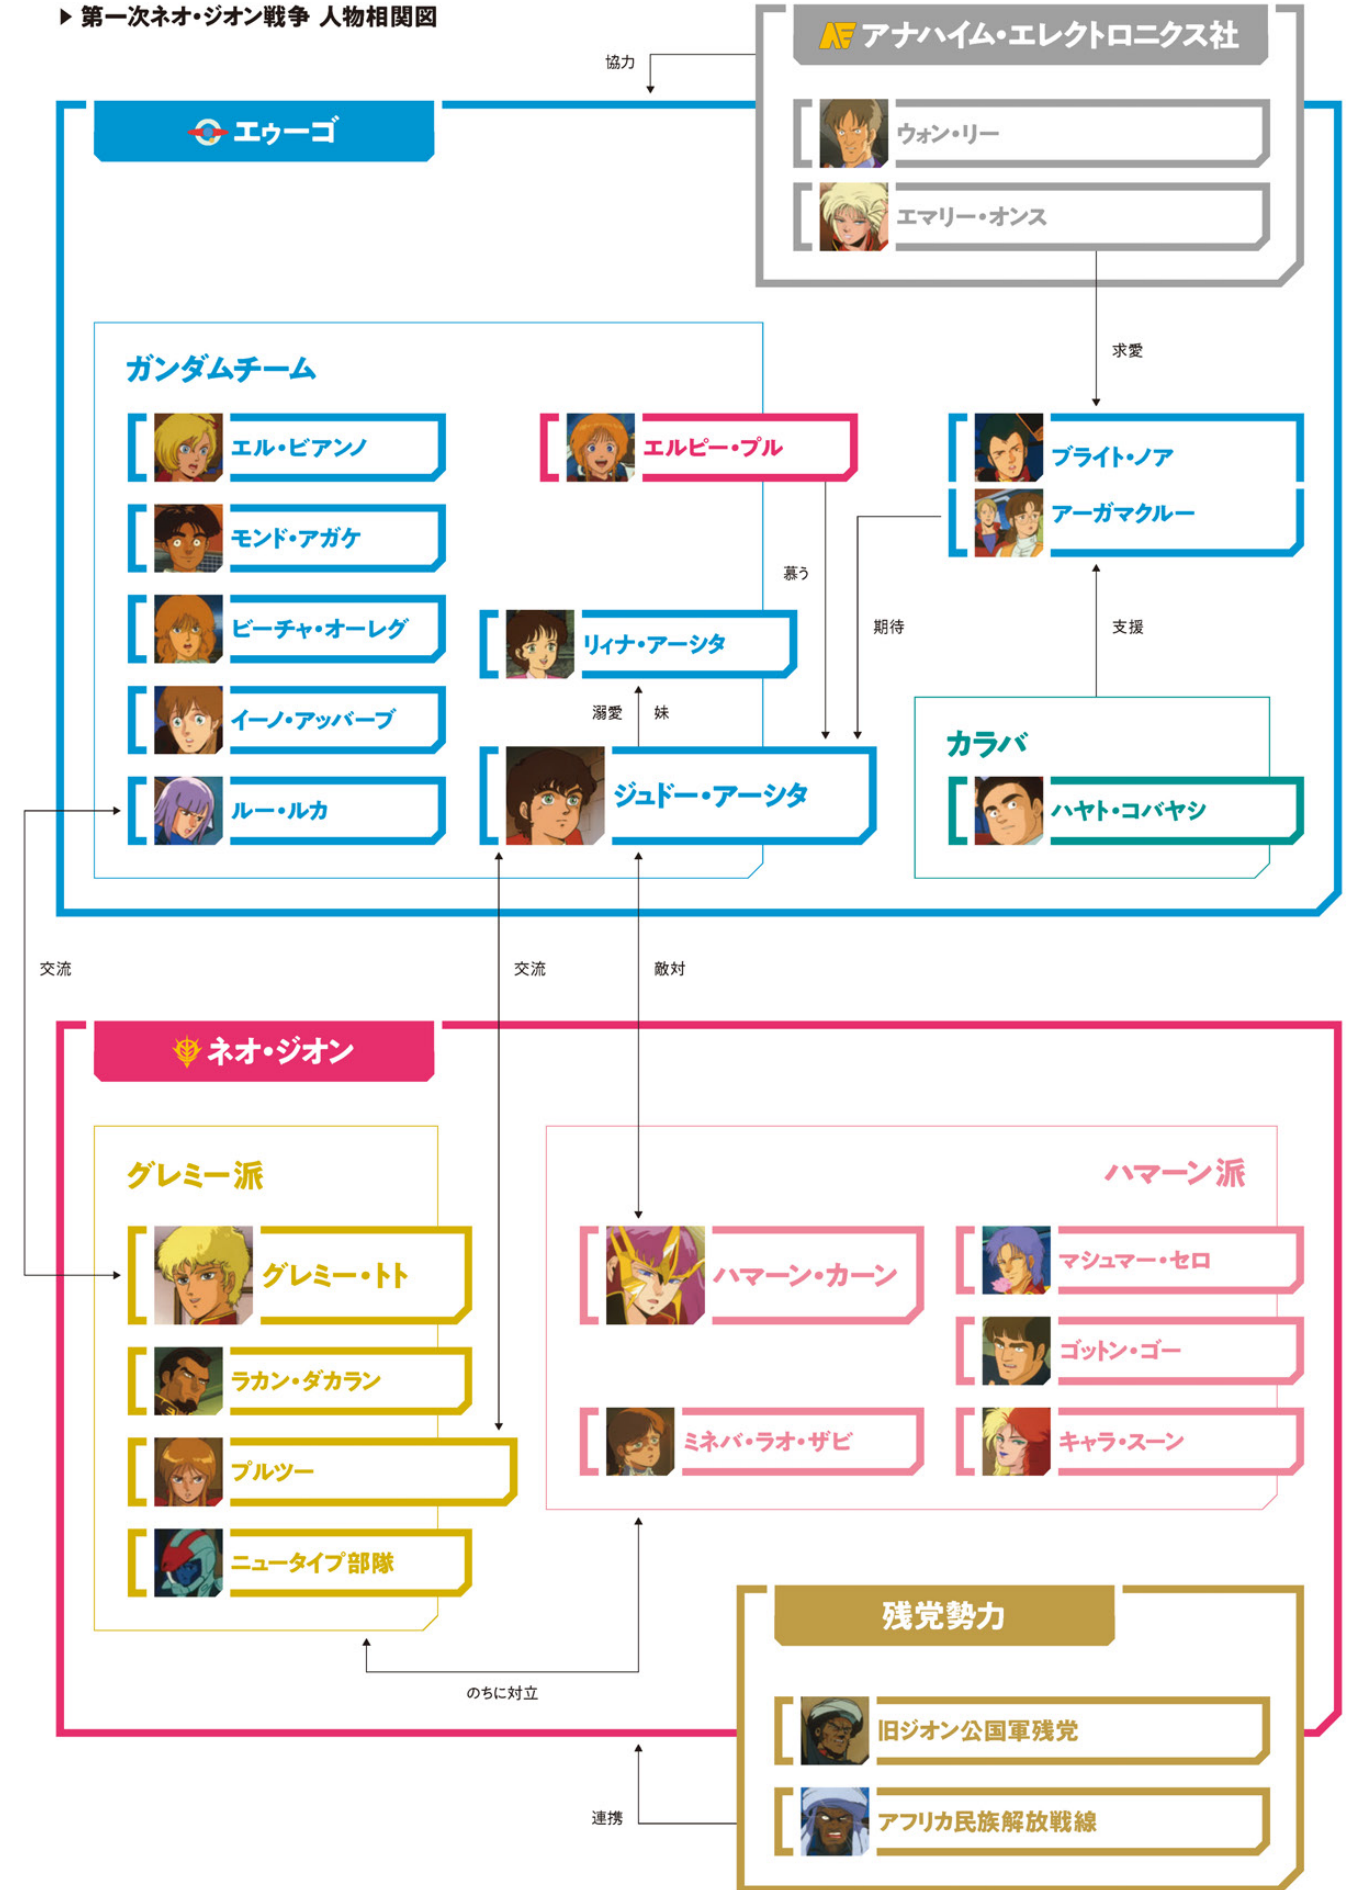 ▶ 第一次ネオ・ジオン戦争 人物相関図
アナハイム・エレクトロニクス社
協力
エゥーゴ
ウォン・リー
エマリー・オンス
求愛
ガンダムチーム
エル・ビアンノ
エルピー・プル
ブライト・ノア
モンド・アガケ
アーガマクルー
慕う
ビーチャ・オーレグ
リィナ・アーシタ
期待
支援
イーノ・アッバーブ
溺愛
妹
カラバ
ルー・ルカ
ジュドー・アーシタ
ハヤト・コバヤシ
交流
交流
敵対
ネオ・ジオン
グレミー派
ハマーン派
グレミー・トト
ハマーン・カーン
マシュマー・セロ
ゴットン・ゴー
ラカン・ダカラン
ミネバ・ラオ・ザビ
キャラ・スーン
プルツー
ニュータイプ部隊
残党勢力
のちに対立
旧ジオン公国軍残党
連携
アフリカ民族解放戦線